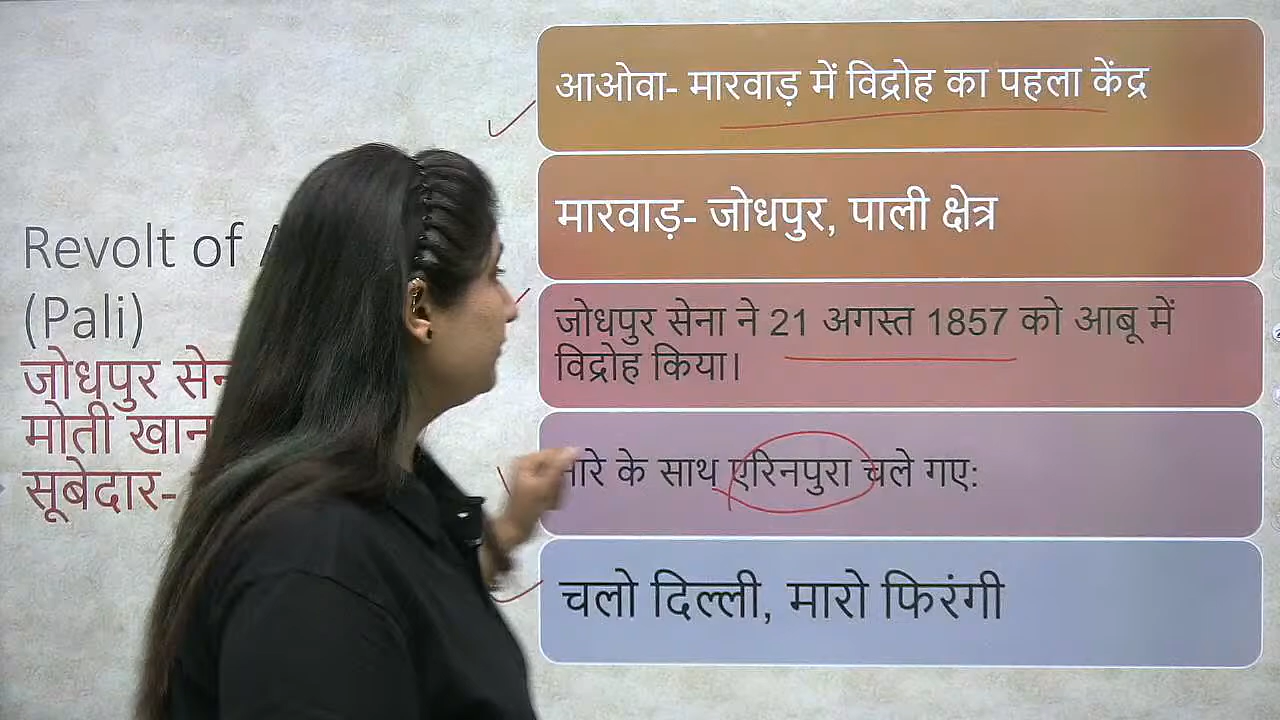 Revolt of
(Pali)
जोधपुर
मोती खान
सूबेदार-
आओवा- मारवाड़ में विद्रोह का पहला केंद्र
मारवाड़- जोधपुर, पाली क्षेत्र
जोधपुर सेना ने 21 अगस्त 1857 को आबू में
विद्रोह किया।
के साथ एरिनपुरा चले गए:
चलो दिल्ली, मारो फिरंगी